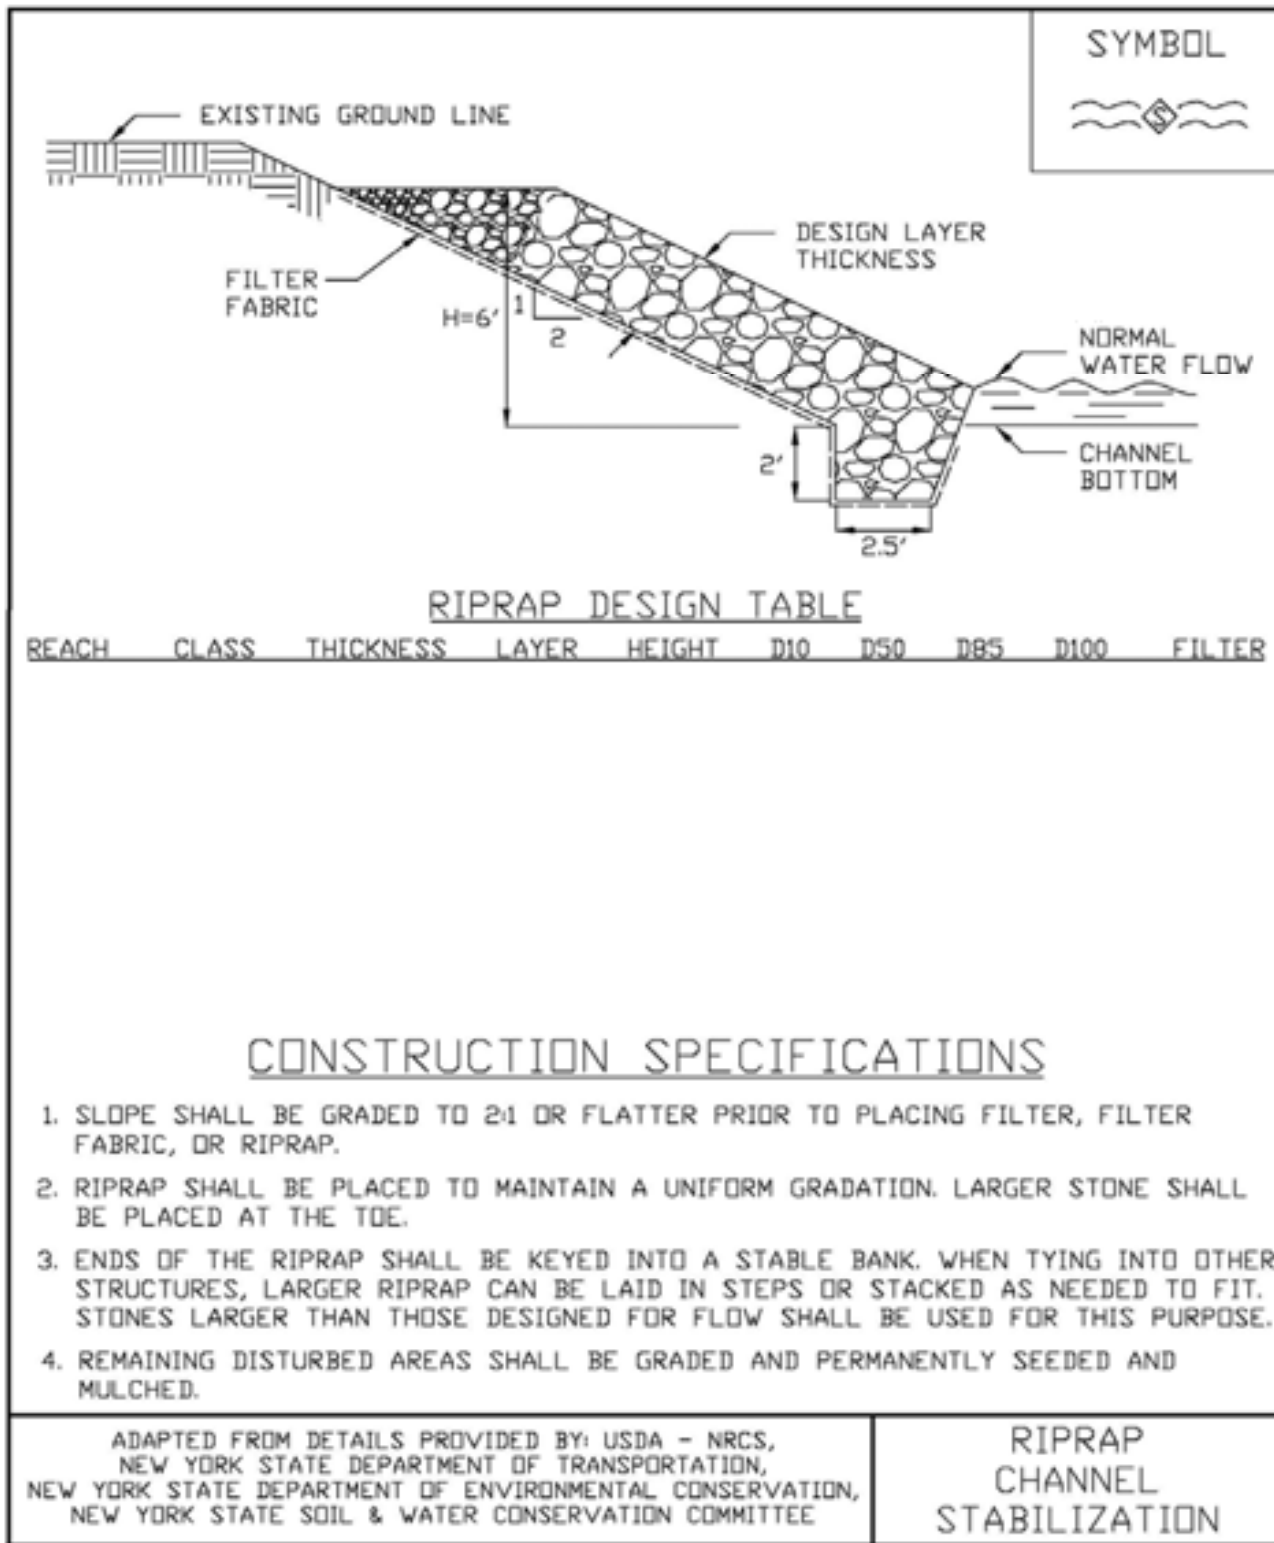 SYMBOL
S
EXISTING GROUND LINE
DESIGN LAYER
THICKNESS
FILTER
FABRIC
H=6'
1
2
NORMAL
WATER FLOW
2'
CHANNEL
BOTTOM
2.5'
RIPRAP DESIGN TABLE
REACH CLASS THICKNESS LAYER HEIGHT D10 D50 D85 D100 FILTER
CONSTRUCTION SPECIFICATIONS
1. SLOPE SHALL BE GRADED TO 2:1 OR FLATTER PRIOR TO PLACING FILTER, FILTER
FABRIC, OR RIPRAP.
2. RIPRAP SHALL BE PLACED TO MAINTAIN A UNIFORM GRADATION. LARGER STONE SHALL
BE PLACED AT THE TOE.
3. ENDS OF THE RIPRAP SHALL BE KEYED INTO A STABLE BANK. WHEN TYING INTO OTHER
STRUCTURES, LARGER RIPRAP CAN BE LAID IN STEPS OR STACKED AS NEEDED TO FIT.
STONES LARGER THAN THOSE DESIGNED FOR FLOW SHALL BE USED FOR THIS PURPOSE.
4. REMAINING DISTURBED AREAS SHALL BE GRADED AND PERMANENTLY SEEDED AND
MULCHED.
ADAPTED FROM DETAILS PROVIDED BY: USDA - NRCS,
NEW YORK STATE DEPARTMENT OF TRANSPORTATION,
NEW YORK STATE DEPARTMENT OF ENVIRONMENTAL CONSERVATION,
NEW YORK STATE SOIL & WATER CONSERVATION COMMITTEE
RIPRAP
CHANNEL
STABILIZATION